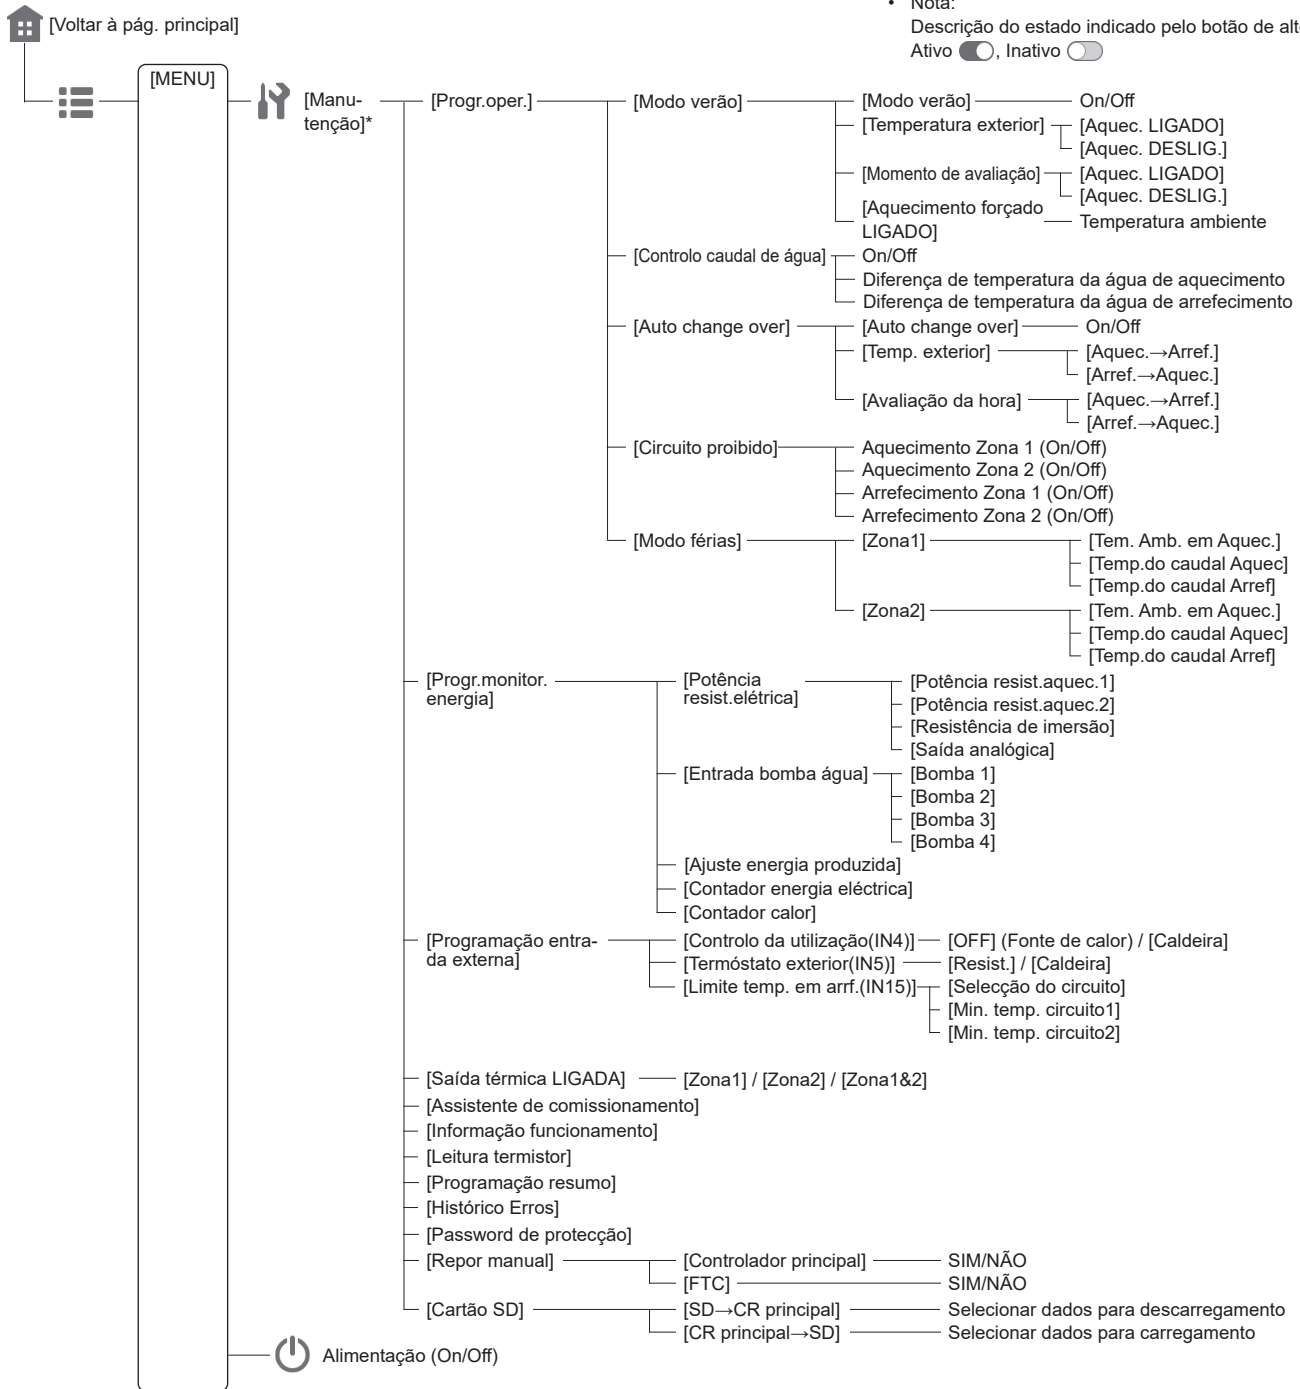 Nota:
[Voltar à pág. principal]
Descrição do estado indicado pelo botão de
Ativo , Inativo
[MENU]
[Manu-
tenção]*
[Progr.oper.]
[Modo verão]
[Modo verão]
On/Off
[Temperatura exterior]
[Aquec. LIGADO]
[Aquec. DESLIG.]
[Momento de avaliação]
[Aquec. LIGADO]
[Aquec. DESLIG.]
[Aquecimento forçado
LIGADO]
Temperatura ambiente
[Controlo caudal de água]
On/Off
Diferença de temperatura da água de aquecimento
Diferença de temperatura da água de arrefecimento
[Auto change over]
[Auto change over]
On/Off
[Temp. exterior]
[Aquec.→Arref.]
[Arref.→Aquec.]
[Avaliação da hora]
[Aquec.→Arref.]
[Arref.→Aquec.]
[Circuito proibido]
Aquecimento Zona 1 (On/Off)
Aquecimento Zona 2 (On/Off)
Arrefecimento Zona 1 (On/Off)
Arrefecimento Zona 2 (On/Off)
[Modo férias]
[Zona1]
[Tem. Amb. em Aquec.]
[Temp.do caudal Aquec]
[Temp.do caudal Arref]
[Zona2]
[Tem. Amb. em Aquec.]
[Temp.do caudal Aquec]
[Temp.do caudal Arref]
[Progr.monitor.
energia]
[Potência
resist.elétrica]
[Potência resist.aquec.1]
[Potência resist.aquec.2]
[Resistência de imersão]
[Saída analógica]
[Entrada bomba água]
[Bomba 1]
[Bomba 2]
[Bomba 3]
[Bomba 4]
[Ajuste energia produzida]
[Contador energia eléctrica]
[Contador calor]
[Programação entra-
da externa]
[Controlo da utilização(IN4)]
[OFF] (Fonte de calor) / [Caldeira]
[Termóstato exterior(IN5)]
[Resist.] / [Caldeira]
[Limite temp. em arrf.(IN15)]
[Selecção do circuito]
[Min. temp. circuito1]
[Min. temp. circuito2]
[Saída térmica LIGADA]
[Zona1] / [Zona2] / [Zona1&2]
[Assistente de comissionamento]
[Informação funcionamento]
[Leitura termistor]
[Programação resumo]
[Histórico Erros]
[Password de protecção]
[Repor manual]
[Controlador principal]
SIM/NÃO
[FTC]
SIM/NÃO
[Cartão SD]
[SD→CR principal]
Selecionar dados para descarregamento
[CR principal→SD]
Selecionar dados para carregamento
Alimentação (On/Off)